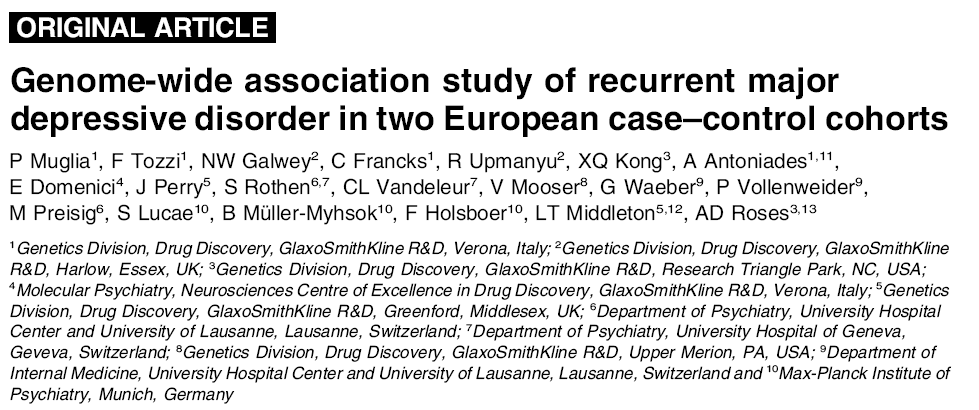 ORIGINAL ARTICLE
Genome-wide association study of recurrent major
depressive disorder in two European case–control cohorts
P Muglia¹, F Tozzi¹, NW Galwey², C Francks¹, R Upmanyu², XQ Kong³, A Antoniades¹,¹¹,
E Domenici⁴, J Perry⁵, S Rothen⁶,⁷, CL Vandeleur⁷, V Mooser⁸, G Waeber⁹, P Vollenweider⁹,
M Preisig⁶, S Lucae¹⁰, B Müller-Myhsok¹⁰, F Holsboer¹⁰, LT Middleton⁵,¹², AD Roses³,¹³
¹Genetics Division, Drug Discovery, GlaxoSmithKline R&D, Verona, Italy; ²Genetics Division, Drug Discovery, GlaxoSmithKline
R&D, Harlow, Essex, UK; ³Genetics Division, Drug Discovery, GlaxoSmithKline R&D, Research Triangle Park, NC, USA;
⁴Molecular Psychiatry, Neurosciences Centre of Excellence in Drug Discovery, GlaxoSmithKline R&D, Verona, Italy; ⁵Genetics
Division, Drug Discovery, GlaxoSmithKline R&D, Greenford, Middlesex, UK; ⁶Department of Psychiatry, University Hospital
Center and University of Lausanne, Lausanne, Switzerland; ⁷Department of Psychiatry, University Hospital of Geneva,
Geveva, Switzerland; ⁸Genetics Division, Drug Discovery, GlaxoSmithKline R&D, Upper Merion, PA, USA; ⁹Department of
Internal Medicine, University Hospital Center and University of Lausanne, Lausanne, Switzerland and ¹⁰Max-Planck Institute of
Psychiatry, Munich, Germany